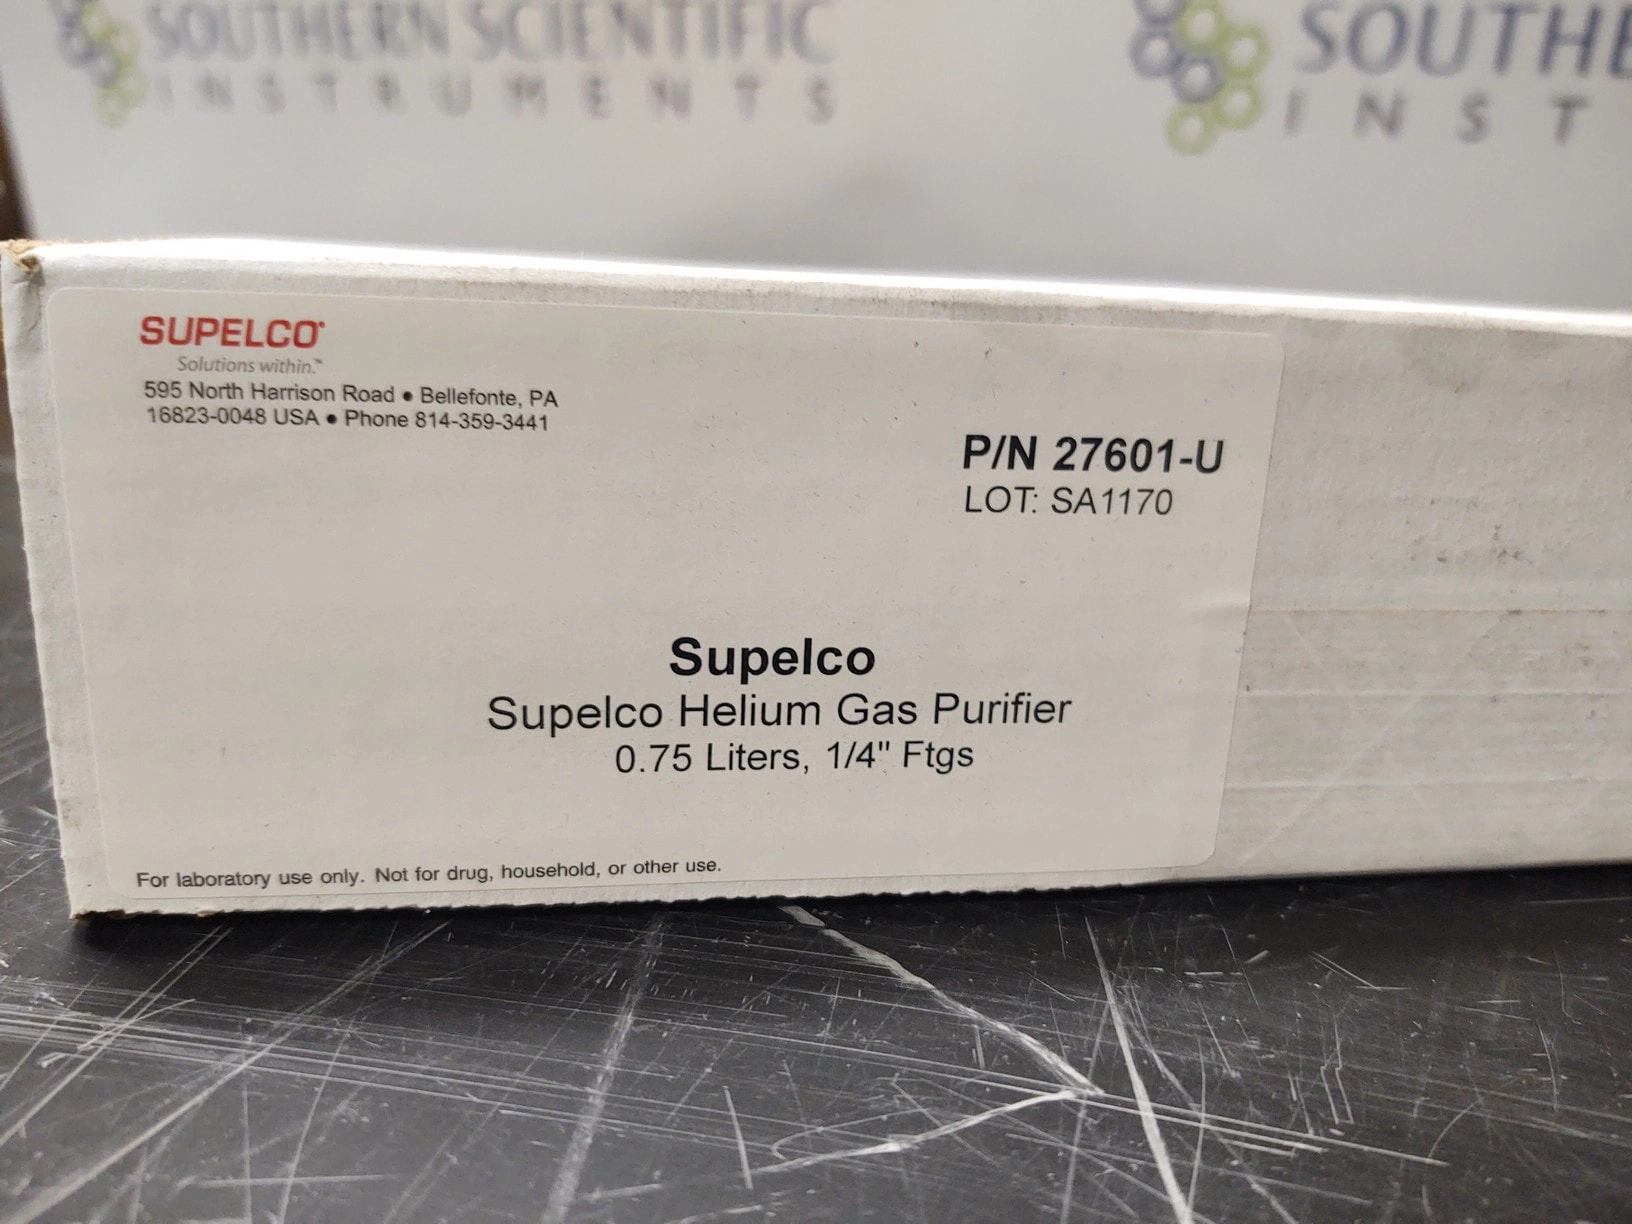 SOUTHERN SCIENTIFIC
INSTRUMENTS
SOUTHE
INST
SUPELCO®
Solutions within.™
595 North Harrison Road • Bellefonte, PA
16823-0048 USA • Phone 814-359-3441
P/N 27601-U
LOT: SA1170
Supelco
Supelco Helium Gas Purifier
0.75 Liters, 1/4" Ftgs
For laboratory use only. Not for drug, household, or other use.